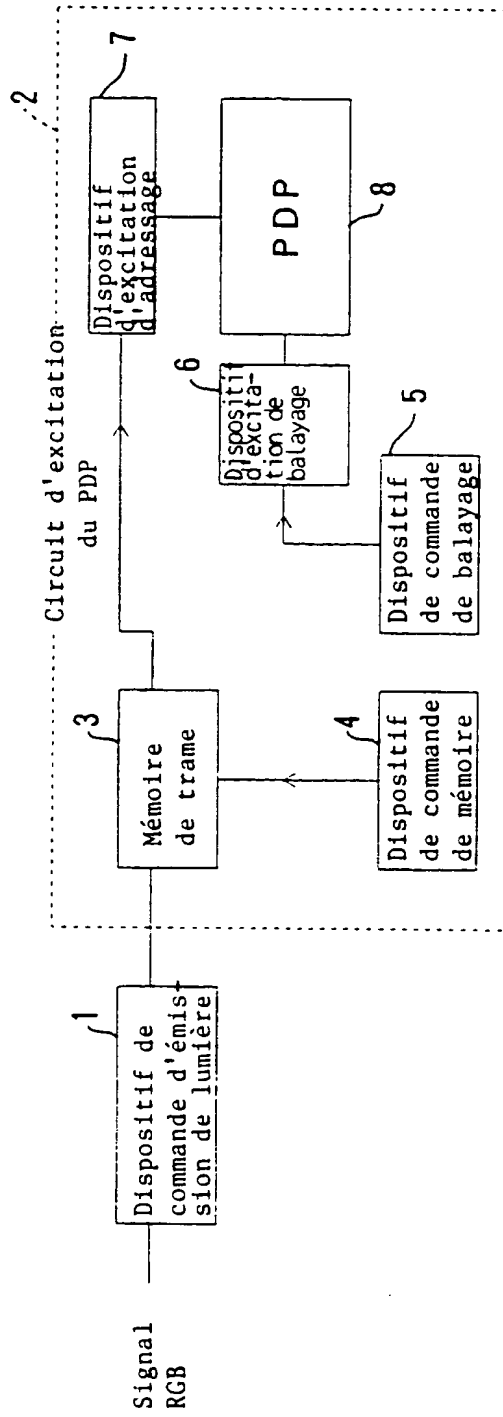 Signal
RGB
1
Dispositif de
commande d'émis-
sion de lumière
2
Circuit d'excitation
du PDP
3
Mémoire
de trame
4
Dispositif
de commande
de mémoire
5
Dispositif
de commande
de balayage
6
Dispositif
d'excita-
tion de
balayage
7
Dispositif
d'excitation
d'adressage
PDP
8